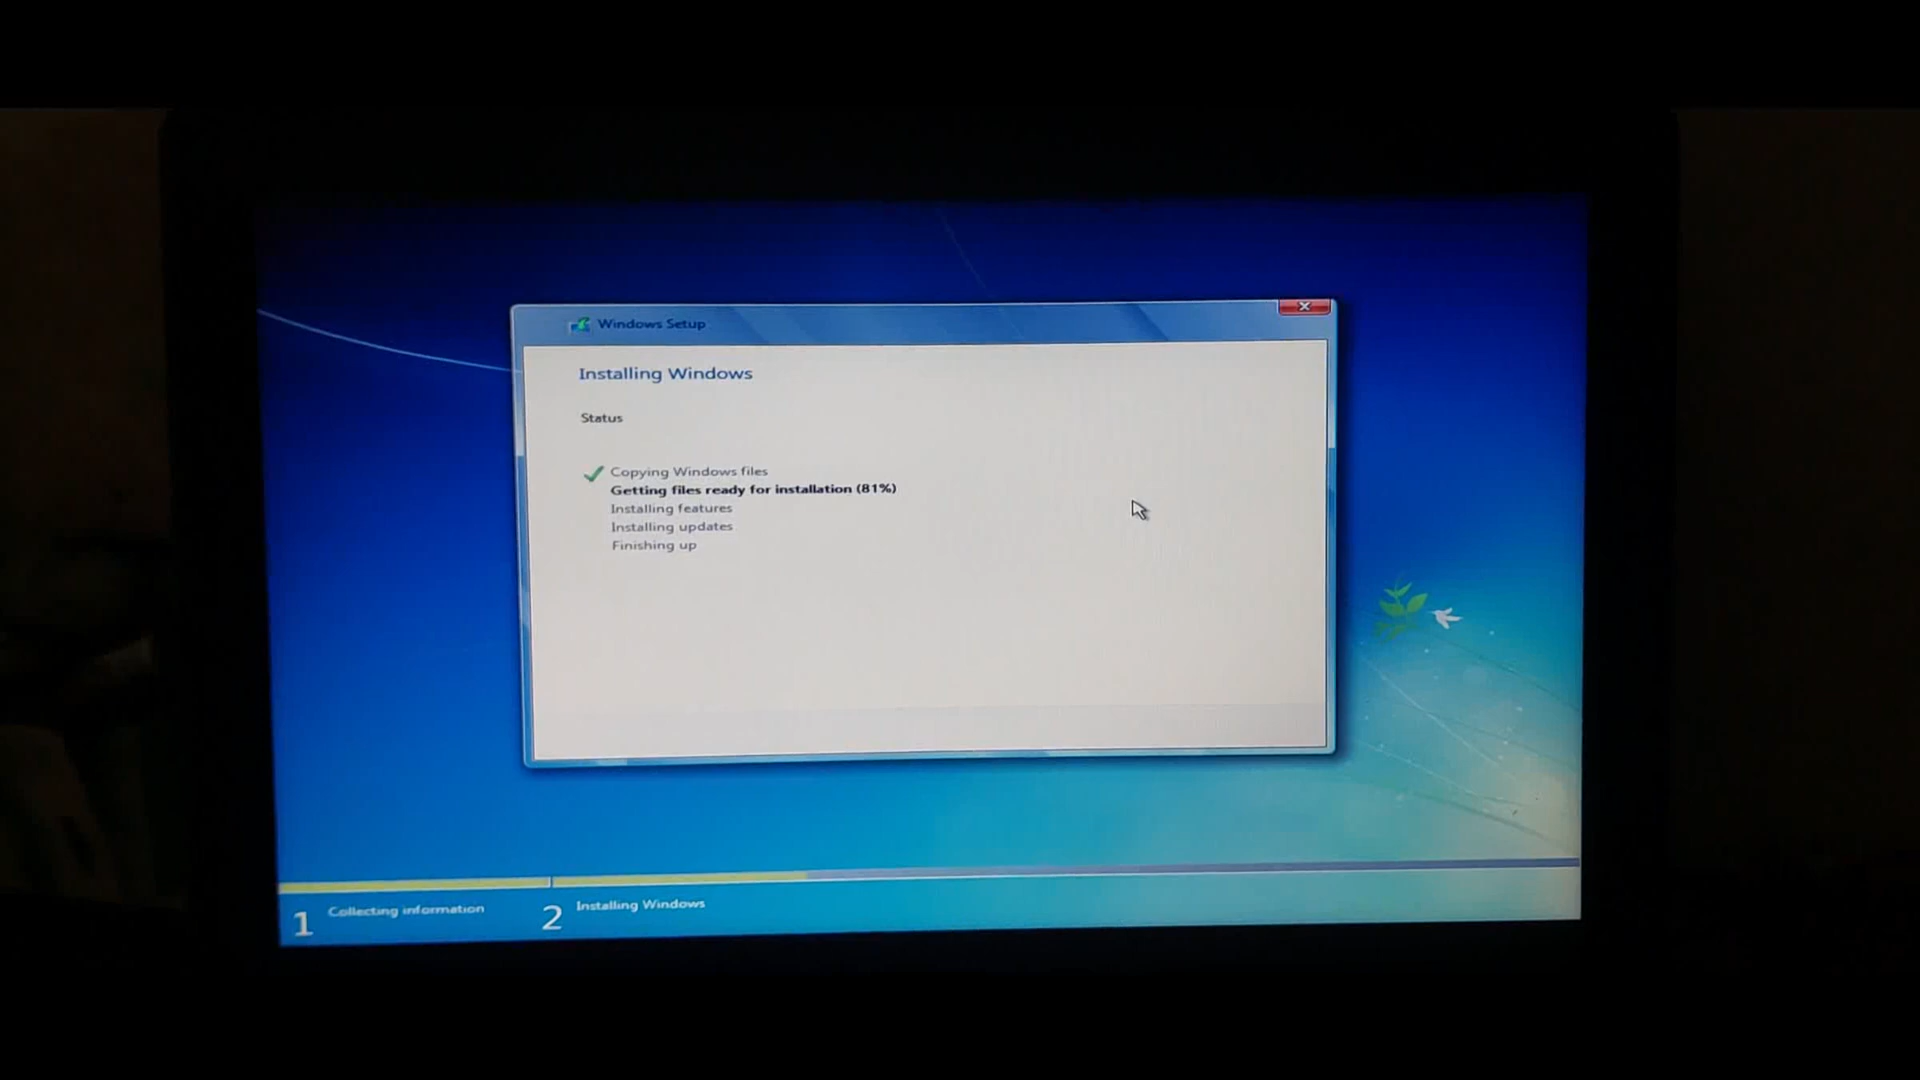 Windows Setup
Installing Windows
Status
Copying Windows files
Getting files ready for installation (81%)
Installing features
Installing updates
Finishing up
1 Collecting information
2 Installing Windows